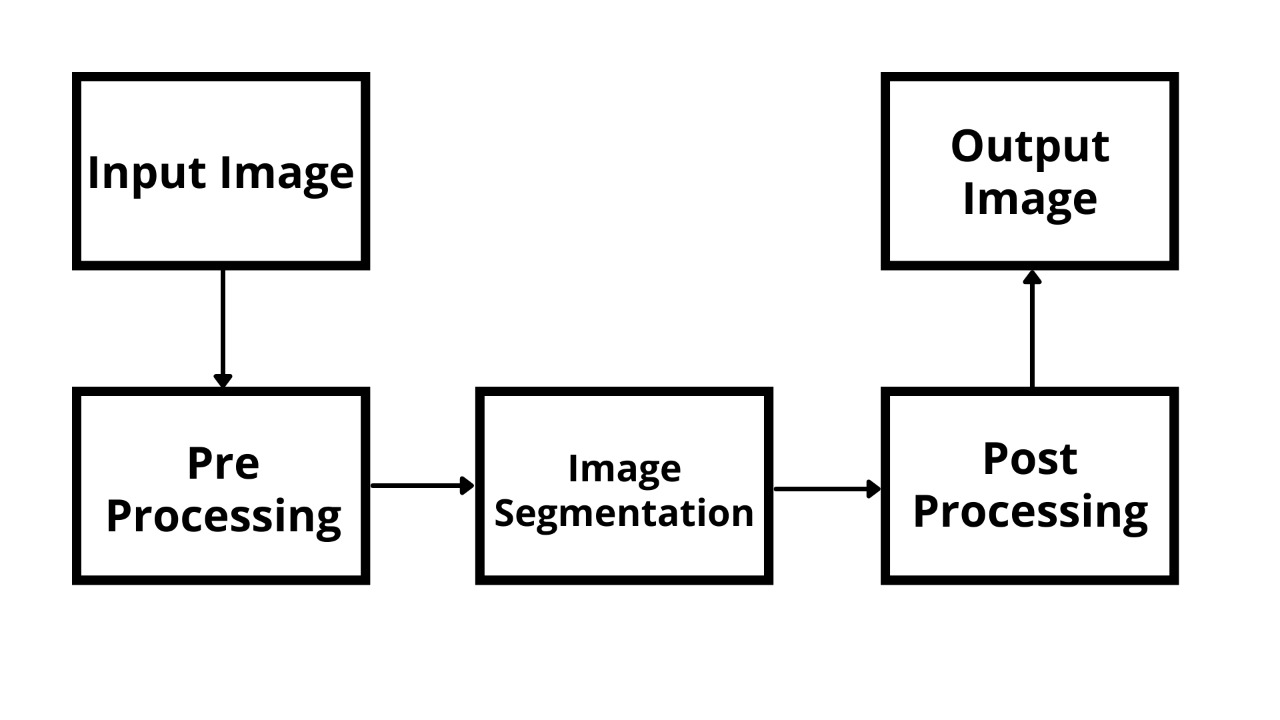 Input Image
Output
Image
Pre
Processing
Image
Segmentation
Post
Processing